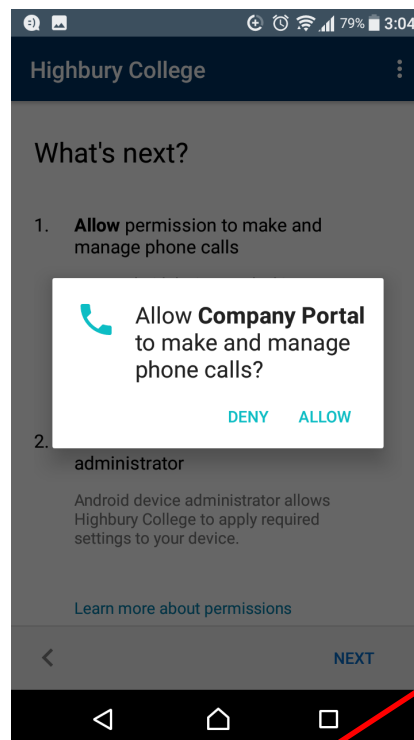 79% 3:04
Highbury College
What's next?
1. Allow permission to make and
manage phone calls
Allow Company Portal
to make and manage
phone calls?
DENY ALLOW
2.
administrator
Android device administrator allows
Highbury College to apply required
settings to your device.
Learn more about permissions
NEXT